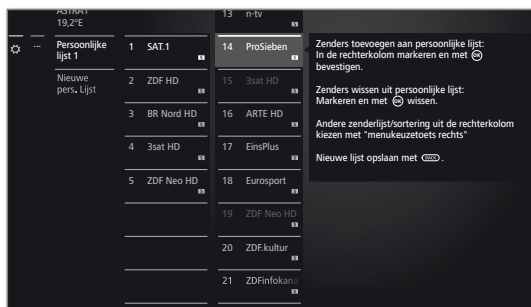 ASTRA1
19,2°E
...
Persoonlijke
lijst 1
Nieuwe
pers. Lijst
1 SAT.1
S
2 ZDF HD
S
3 BR Nord HD
S
4 3sat HD
S
5 ZDF Neo HD
S
13 n-tv
S
14 ProSieben
S
15 3sat HD
S
16 ARTE HD
S
17 EinsPlus
S
18 Eurosport
S
19 ZDF Neo HD
S
20 ZDF.kultur
S
21 ZDFinfokana
S
Zenders toevoegen aan persoonlijke lijst:
In de rechterkolom markeren en met OK
bevestigen.
Zenders wissen uit persoonlijke lijst:
Markeren en met OK wissen.
Andere zenderlijst/sortering uit de rechterkolom
kiezen met "menukeuzetoets rechts"
Nieuwe lijst opslaan met BACK.